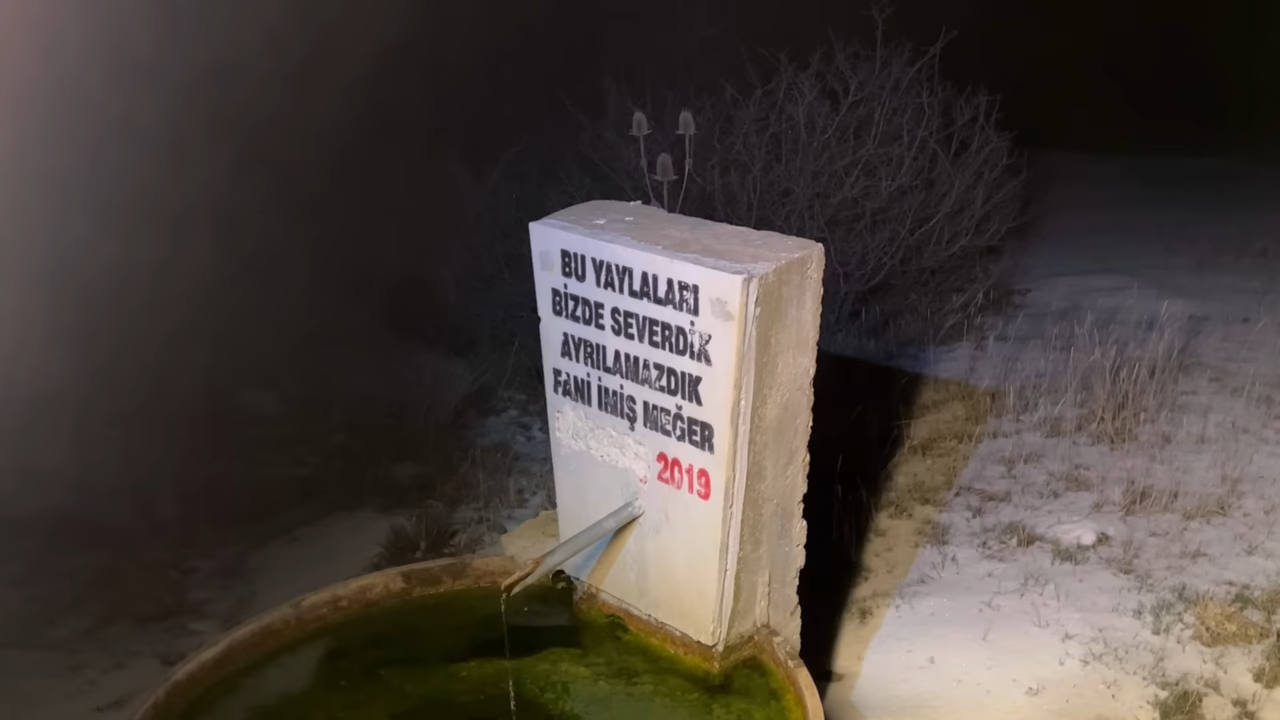 BU YAYLALARI
BİZDE SEVERDİK
AYRILAMAZDIK
FANİ İMİŞ MEĞER
2019